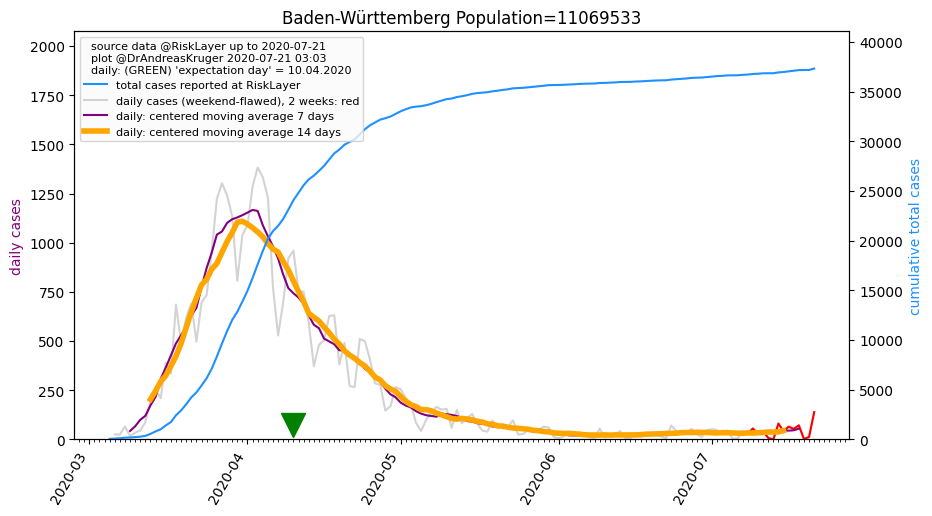 Baden-Württemberg Population=11069533
source data @RiskLayer up to 2020-07-21
plot @DrAndreasKruger 2020-07-21 03:03
daily: (GREEN) 'expectation day' = 10.04.2020
total cases reported at RiskLayer
daily cases (weekend-flawed), 2 weeks: red
daily: centered moving average 7 days
daily: centered moving average 14 days
daily cases
2000
1750
1500
1250
1000
750
500
250
0
40000
35000
30000
25000
20000
15000
10000
5000
0
cumulative total cases
2020-03
2020-04
2020-05
2020-06
2020-07